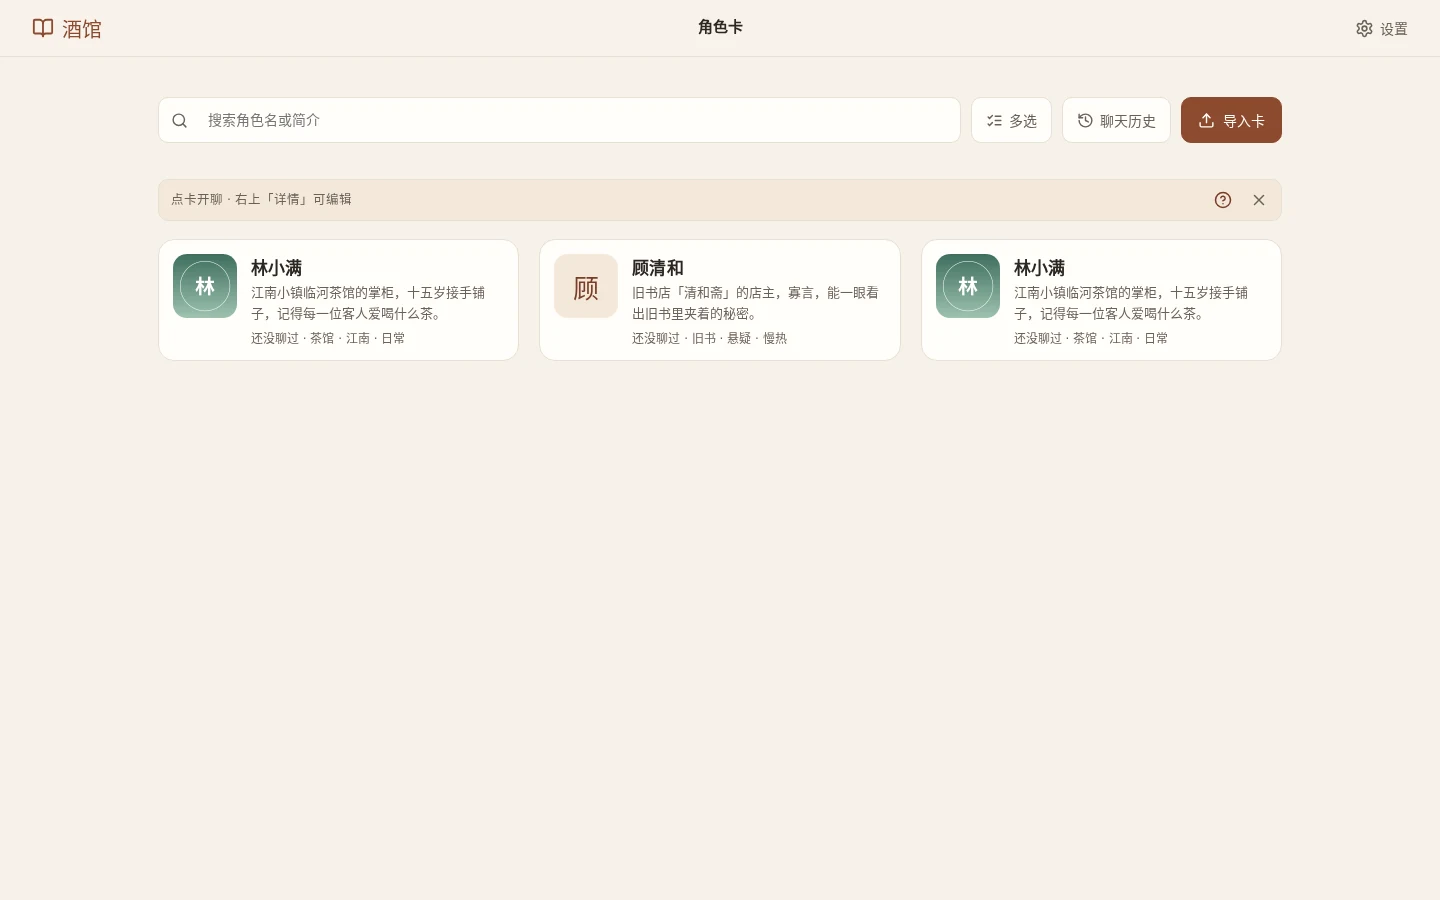 酒馆
角色卡
设置
搜索角色名或简介
多选
聊天历史
导入卡
点卡开聊 · 右上「详情」可编辑
林
林小满
江南小镇临河茶馆的掌柜，十五岁接手铺
子，记得每一位客人爱喝什么茶。
还没聊过 · 茶馆 · 江南 · 日常
顾
顾清和
旧书店「清和斋」的店主，寡言，能一眼看
出旧书里夹着的秘密。
还没聊过 · 旧书 · 悬疑 · 慢热
林
林小满
江南小镇临河茶馆的掌柜，十五岁接手铺
子，记得每一位客人爱喝什么茶。
还没聊过 · 茶馆 · 江南 · 日常